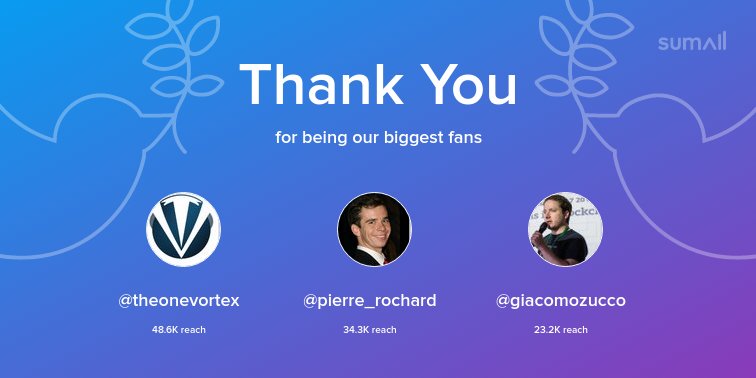 sumall
Thank You
for being our biggest fans
@theonevortex
@pierre_rochard
@giacomozucco
48.6K reach
34.3K reach
23.2K reach